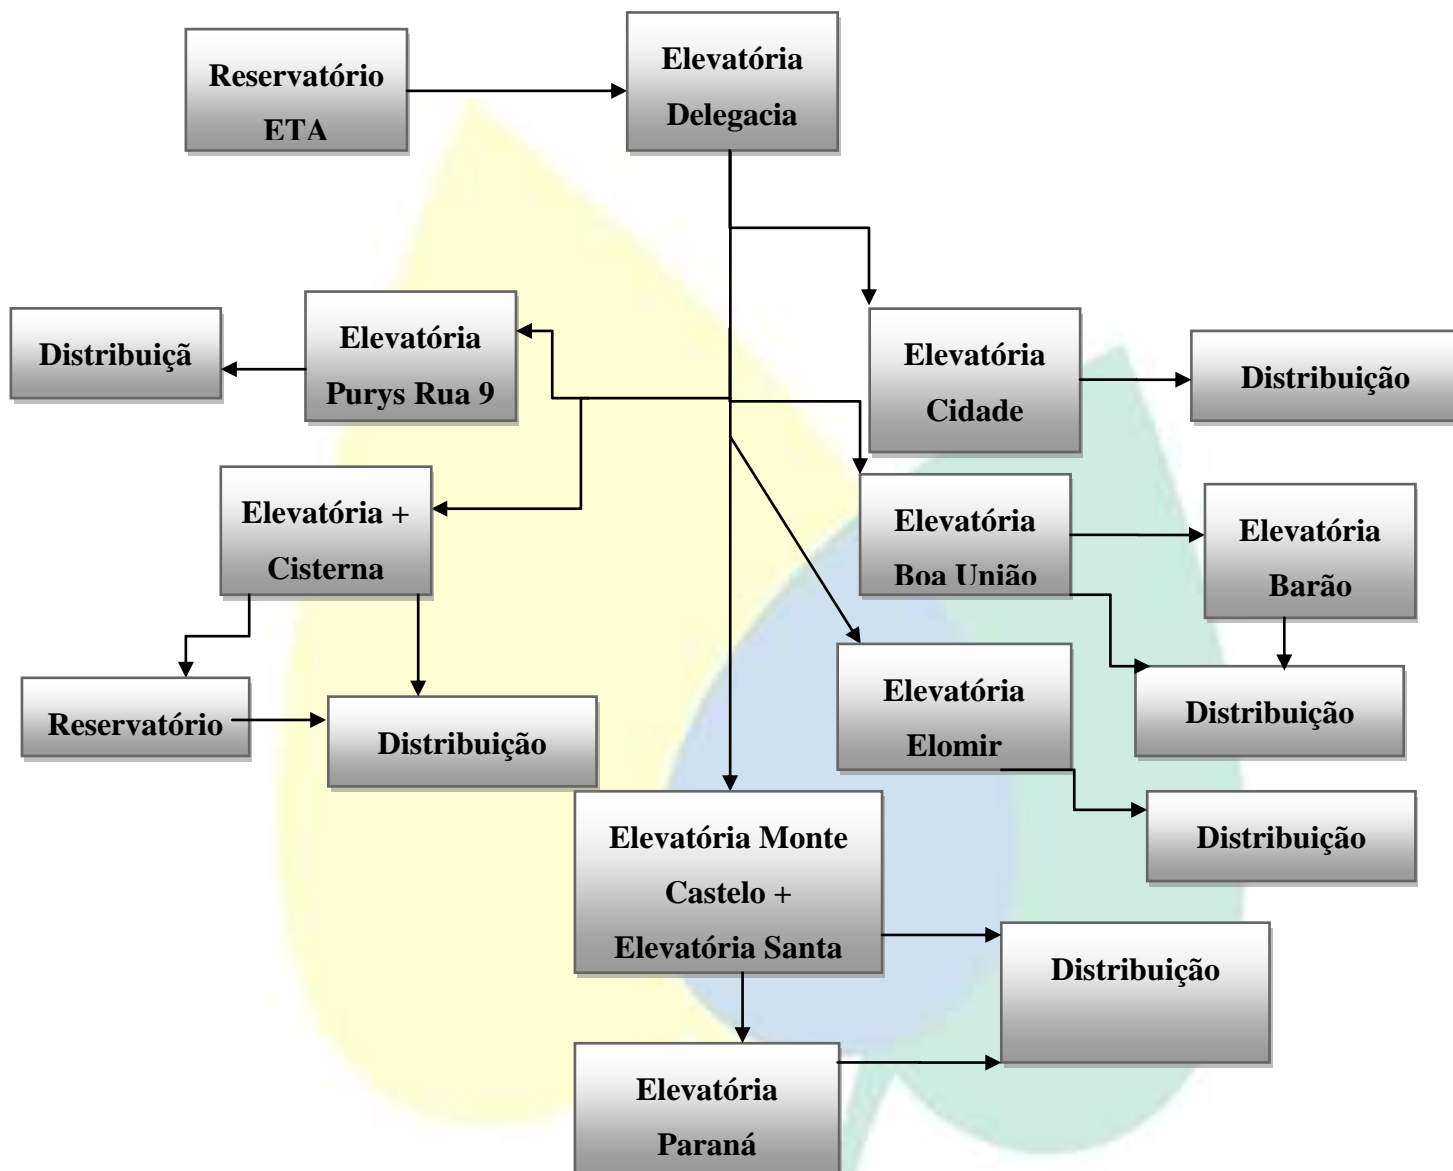 Reservatório
ETA
Elevatória
Delegacia
Distribuiçã
Elevatória
Purys Rua 9
Elevatória
Cidade
Distribuição
Elevatória +
Cisterna
Elevatória
Boa União
Elevatória
Barão
Reservatório
Distribuição
Elevatória
Elomir
Distribuição
Elevatória Monte
Castelo +
Elevatória Santa
Distribuição
Distribuição
Elevatória
Paraná